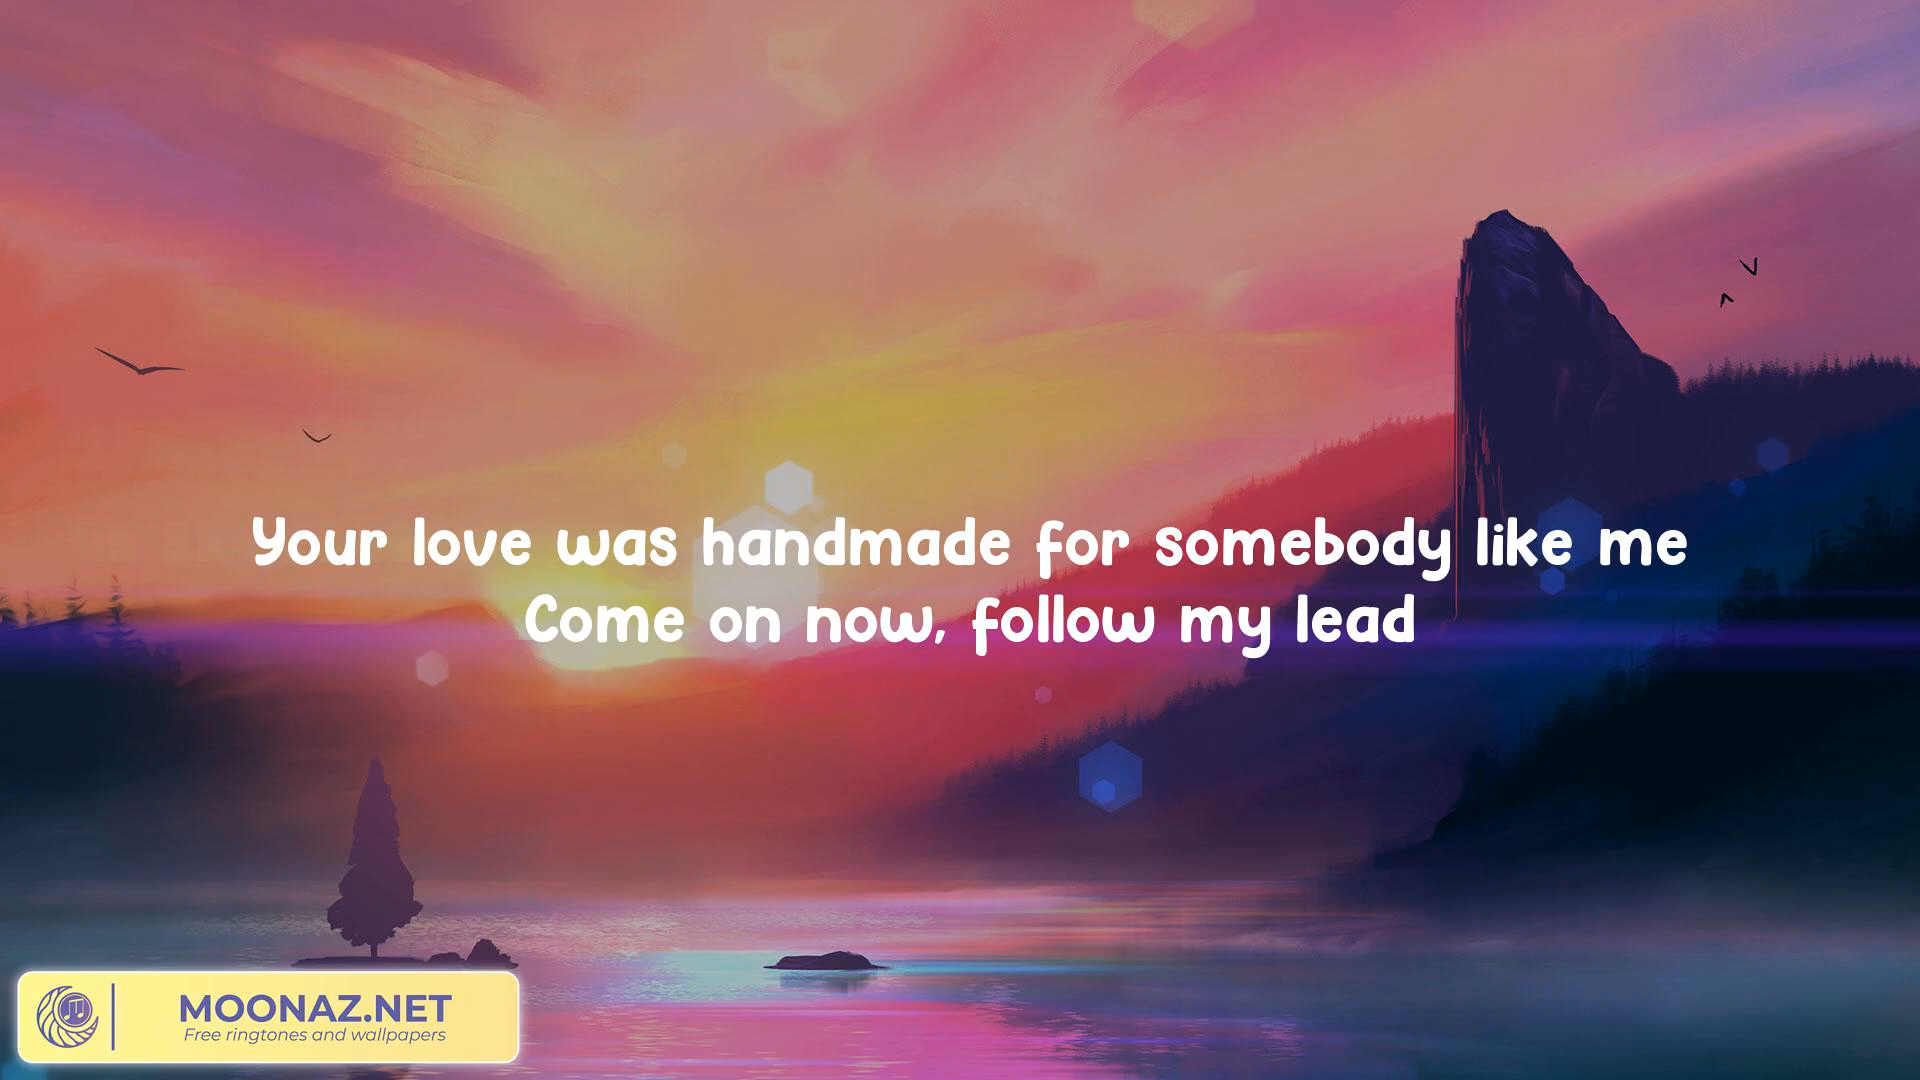 Your love was handmade for somebody like me
Come on now, follow my lead
MOONAZ.NET
Free ringtones and wallpapers